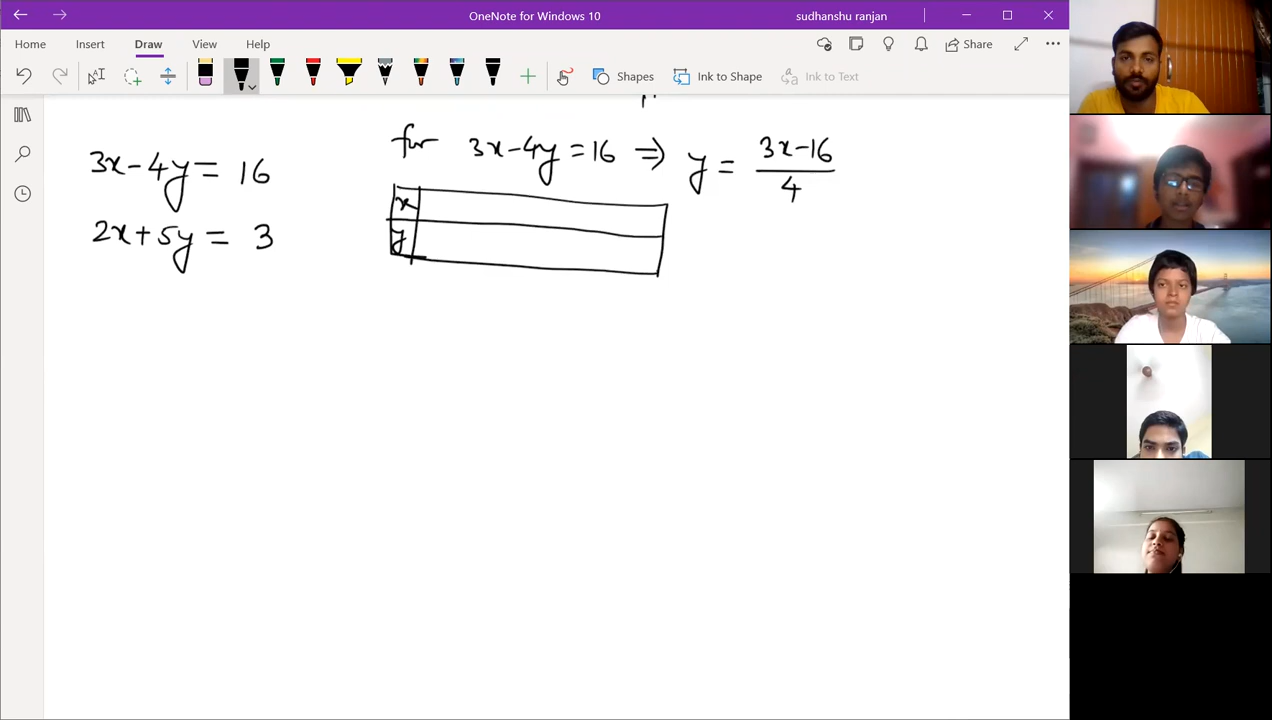 OneNote for Windows 10
sudhanshu ranjan
Home Insert Draw View Help
Share
Shapes Ink to Shape Ink to Text
3x-4y = 16
2x+5y = 3
for 3x-4y = 16 ⇒ y = (3x-16)/4
x
y